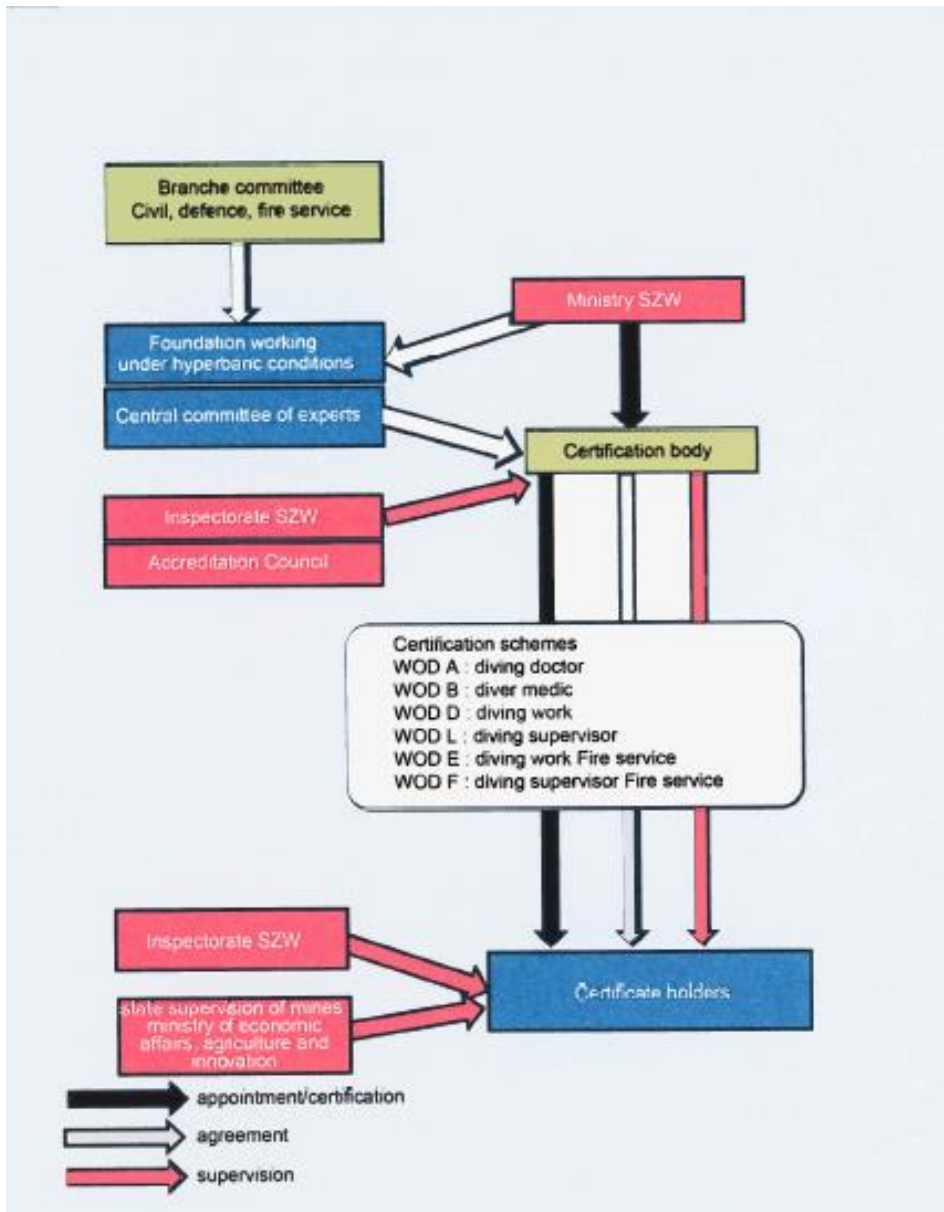 Branche committee
Civil, defence, fire service
Ministry SZW
Foundation working
under hyperbaric conditions
Central committee of experts
Certification body
Inspectorate SZW
Accreditation Council
Certification schemes
WOD A : diving doctor
WOD B : diver medic
WOD D : diving work
WOD L : diving supervisor
WOD E : diving work Fire service
WOD F : diving supervisor Fire service
Inspectorate SZW
Certificate holders
state supervision of mines
ministry of economic
affairs, agriculture and
innovation
appointment/certification
agreement
supervision